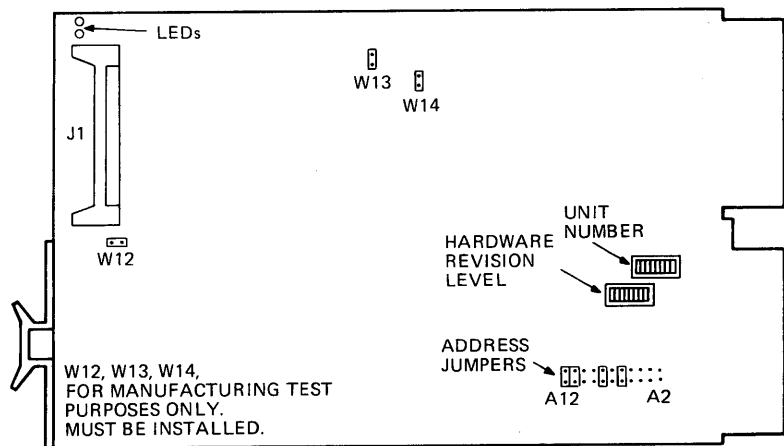 LEDs
W13
W14
J1
W12
UNIT
NUMBER
HARDWARE
REVISION
LEVEL
ADDRESS
JUMPERS
A12
A2
W12, W13, W14,
FOR MANUFACTURING TEST
PURPOSES ONLY.
MUST BE INSTALLED.